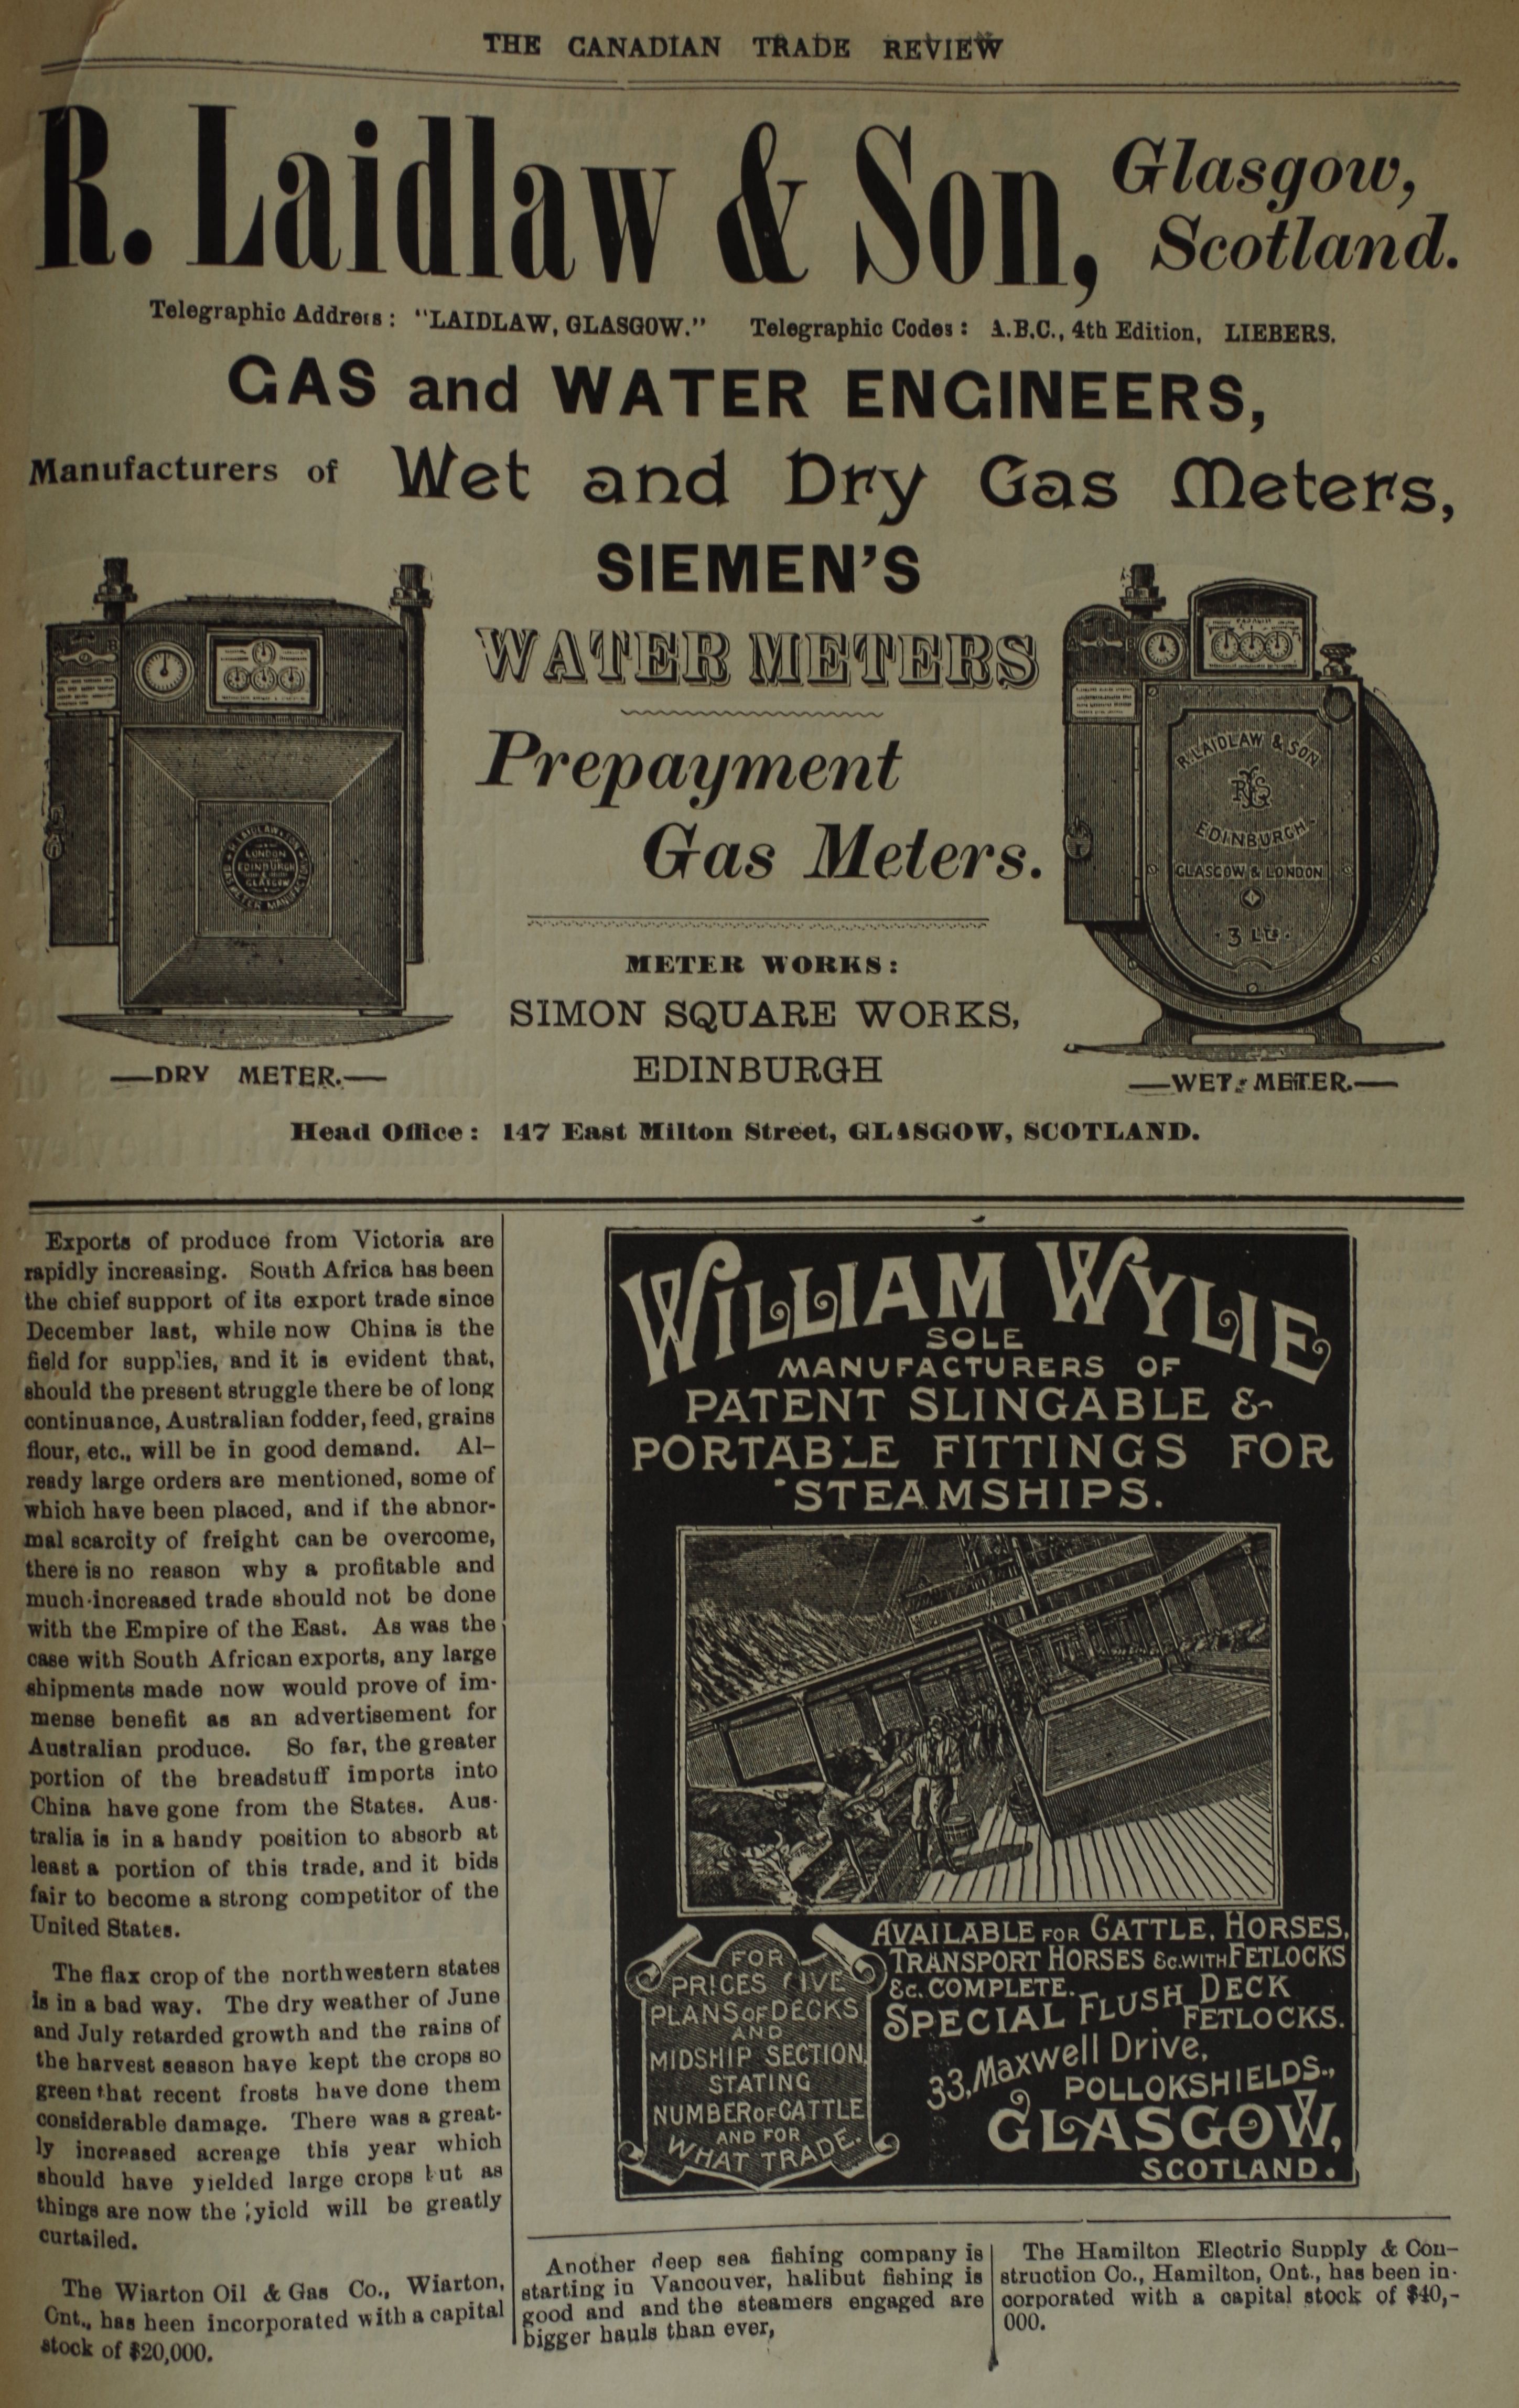 THE CANADIAN TRADE REVIEW
R. Laidlaw & Son,
Glasgow,
Scotland.
Telegraphic Address: "LAIDLAW, GLASGOW." Telegraphic Codes: A.B.C., 4th Edition, LIEBERS.
GAS and WATER ENGINEERS,
Manufacturers of Wet and Dry Gas Meters,
SIEMEN'S
WATER METERS
Prepayment
Gas Meters.
METER WORKS:
SIMON SQUARE WORKS,
EDINBURGH
LONDON
EDINBURGH
GLASGOW
—DRY METER.—
R. LAIDLAW & SON
EDINBURGH
GLASGOW & LONDON
3 LT.
—WET METER.—
Head Office: 147 East Milton Street, GLASGOW, SCOTLAND.
Exports of produce from Victoria are
rapidly increasing. South Africa has been
the chief support of its export trade since
December last, while now China is the
field for supplies, and it is evident that,
should the present struggle there be of long
continuance, Australian fodder, feed, grains
flour, etc., will be in good demand. Al-
ready large orders are mentioned, some of
which have been placed, and if the abnor-
mal scarcity of freight can be overcome,
there is no reason why a profitable and
much-increased trade should not be done
with the Empire of the East. As was the
case with South African exports, any large
shipments made now would prove of im-
mense benefit as an advertisement for
Australian produce. So far, the greater
portion of the breadstuff imports into
China have gone from the States. Aus-
tralia is in a handy position to absorb at
least a portion of this trade, and it bids
fair to become a strong competitor of the
United States.
The flax crop of the northwestern states
is in a bad way. The dry weather of June
and July retarded growth and the rains of
the harvest season have kept the crops so
green that recent frosts have done them
considerable damage. There was a great-
ly increased acreage this year which
should have yielded large crops but as
things are now the yield will be greatly
curtailed.
The Wiarton Oil & Gas Co., Wiarton,
Ont., has been incorporated with a capital
stock of $20,000.
WILLIAM WYLIE
SOLE
MANUFACTURERS OF
PATENT SLINGABLE &
PORTABLE FITTINGS FOR
STEAMSHIPS.
FOR
PRICES GIVE
PLANS OF DECKS
AND
MIDSHIP SECTION,
STATING
NUMBER OF CATTLE
AND FOR
WHAT TRADE.
AVAILABLE FOR CATTLE, HORSES,
TRANSPORT HORSES &c. WITH FETLOCKS
&c. COMPLETE.
SPECIAL FLUSH DECK
FETLOCKS.
33, Maxwell Drive,
POLLOKSHIELDS.,
GLASGOW,
SCOTLAND.
Another deep sea fishing company is
starting in Vancouver, halibut fishing is
good and and the steamers engaged are
bigger hauls than ever,
The Hamilton Electric Supply & Con-
struction Co., Hamilton, Ont., has been in-
corporated with a capital stock of $40,-
000.